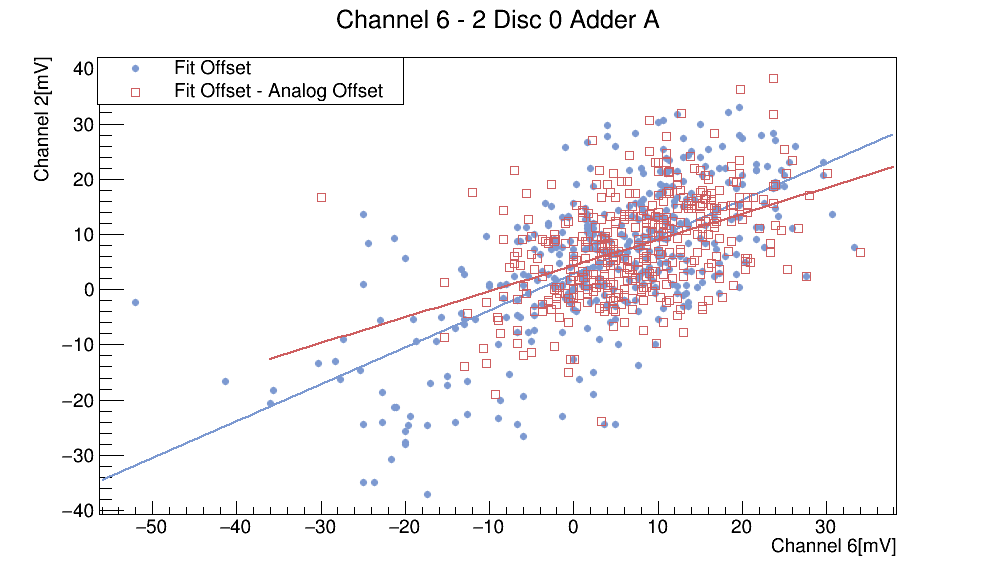 Channel 6 - 2 Disc 0 Adder A
Channel 2[mV]
Fit Offset
Fit Offset - Analog Offset
40
30
20
10
0
−10
−20
−30
−40
−50 −40 −30 −20 −10 0 10 20 30
Channel 6[mV]